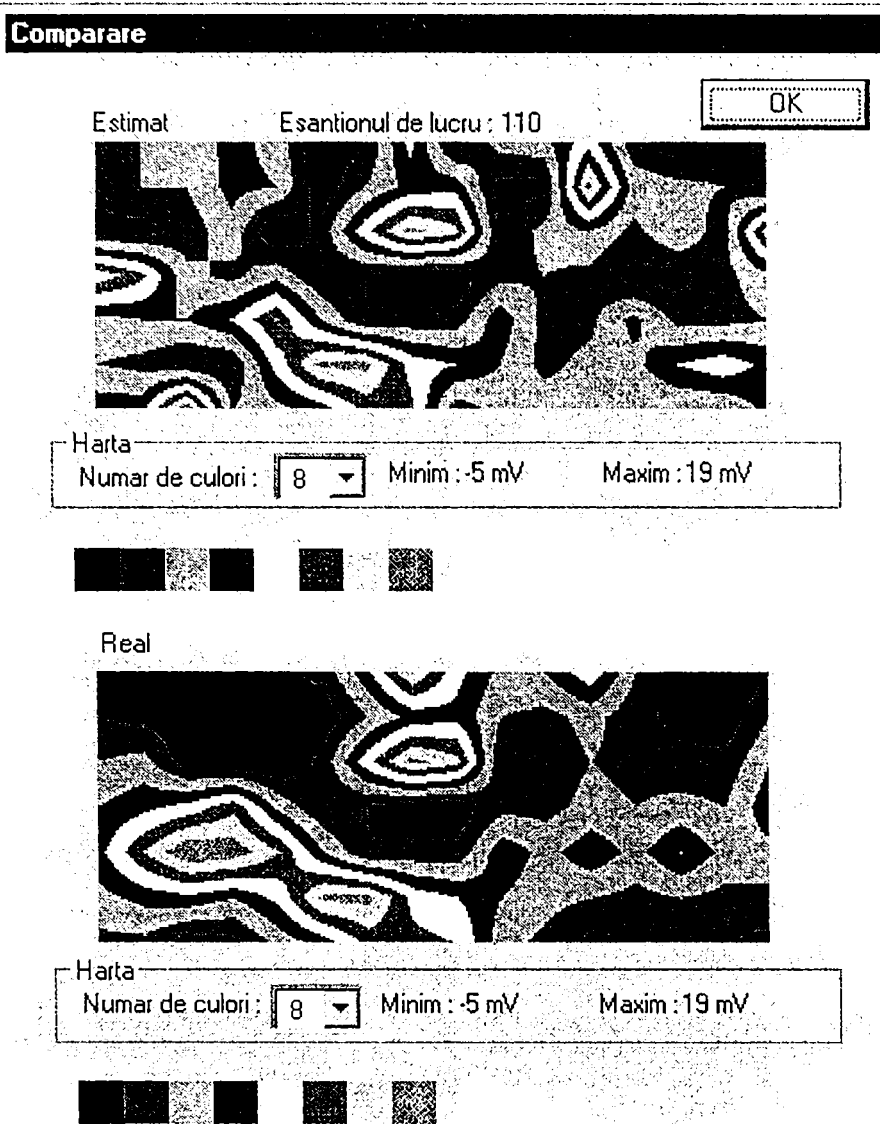 Comparare
OK
Estimat Esantionul de lucru : 110
Harta
Numar de culori : 8 Minim : -5 mV Maxim : 19 mV
Real
Harta
Numar de culori : 8 Minim : -5 mV Maxim : 19 mV